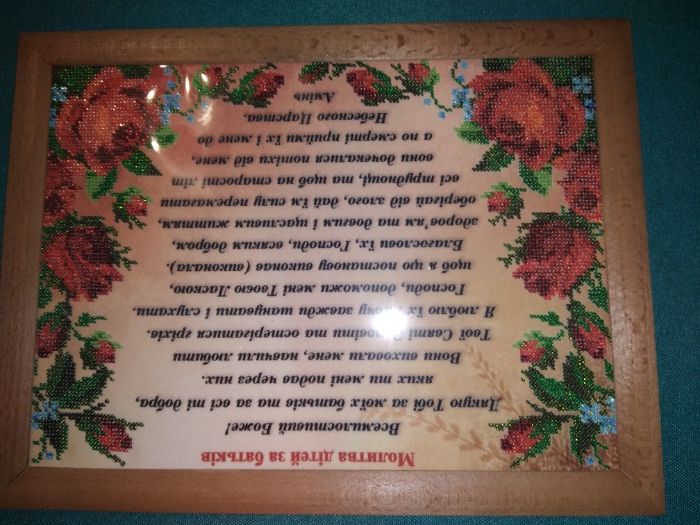 Молитва дітей за батьків
Всемилостивий Боже!
Дякую Тобі за моїх батьків та за всі ті добра,
яких ти мені подав через них.
Вони виховали мене, навчили любити
Твої Святі та остерігатися гріхів.
Я люблю їх чу завжди шанувати і слухати.
Господи, допоможи, мені Твоєю Ласкою,
щоб я цю постанову виконав (виконала).
Благослови їх, Господи, всяким добром,
здоров'ям та довгим і щасливим життям,
оберігай від злого, дай їм силу перемагати
всі труднощі, та щоб на старості літ
вони дочекалися потіхи від мене,
а по смерті прийми їх і мене до
Небесного Царства.
Амінь